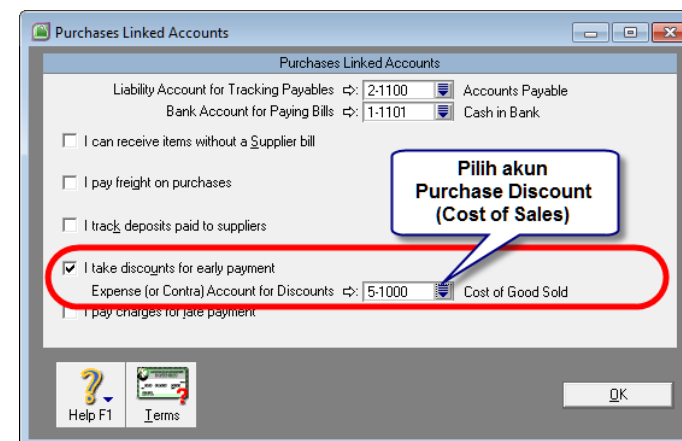 Purchases Linked Accounts
Purchases Linked Accounts
Liability Account for Tracking Payables ⇨: 2-1100 Accounts Payable
Bank Account for Paying Bills ⇨: 1-1101 Cash in Bank
I can receive items without a Supplier bill
I pay freight on purchases
Pilih akun
Purchase Discount
(Cost of Sales)
I track deposits paid to suppliers
I take discounts for early payment
Expense (or Contra) Account for Discounts ⇨: 5-1000 Cost of Good Sold
I pay charges for late payment
Help F1 Terms
OK